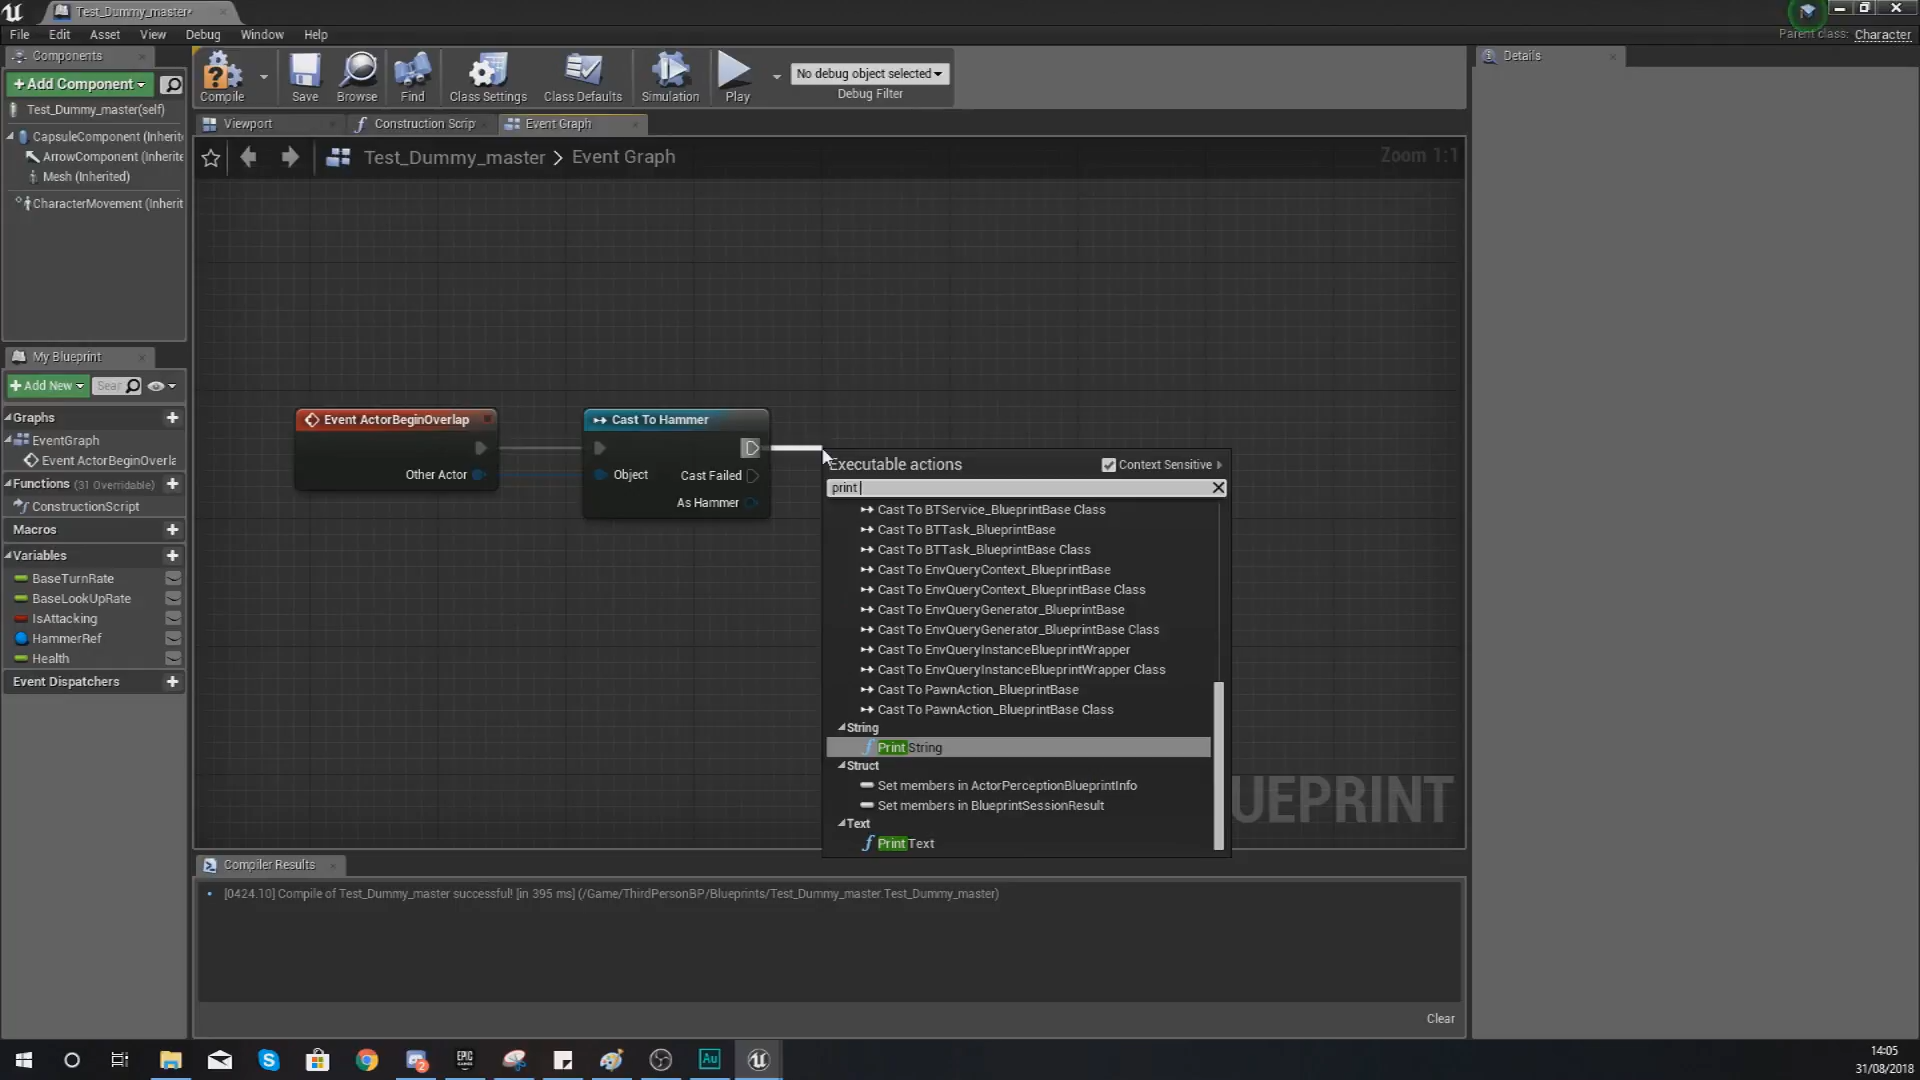 Test_Dummy_master*
File Edit Asset View Debug Window Help
Parent class: Character
Components
+Add Component
Test_Dummy_master(self)
CapsuleComponent (Inherite
ArrowComponent (Inherite
Mesh (Inherited)
CharacterMovement (Inherit
Compile
Save
Browse
Find
Class Settings
Class Defaults
Simulation
Play
No debug object selected
Debug Filter
Details
Viewport
Construction Scrip
Event Graph
Test_Dummy_master > Event Graph
Zoom 1:1
My Blueprint
+Add New
Sear
Graphs
EventGraph
Event ActorBeginOverla
Functions (31 Overridable)
ConstructionScript
Macros
Variables
BaseTurnRate
BaseLookUpRate
IsAttacking
HammerRef
Health
Event Dispatchers
Event ActorBeginOverlap
Other Actor
Cast To Hammer
Object
Cast Failed
As Hammer
Executable actions
Context Sensitive
print
Cast To BTService_BlueprintBase Class
Cast To BTTask_BlueprintBase
Cast To BTTask_BlueprintBase Class
Cast To EnvQueryContext_BlueprintBase
Cast To EnvQueryContext_BlueprintBase Class
Cast To EnvQueryGenerator_BlueprintBase
Cast To EnvQueryGenerator_BlueprintBase Class
Cast To EnvQueryInstanceBlueprintWrapper
Cast To EnvQueryInstanceBlueprintWrapper Class
Cast To PawnAction_BlueprintBase
Cast To PawnAction_BlueprintBase Class
String
Print String
Struct
Set members in ActorPerceptionBlueprintInfo
Set members in BlueprintSessionResult
Text
Print Text
UEPRINT
Compiler Results
[0424.10] Compile of Test_Dummy_master successful! [in 395 ms] (/Game/ThirdPersonBP/Blueprints/Test_Dummy_master.Test_Dummy_master)
Clear
EPIC
GAMES
2
Au
14:05
31/08/2018